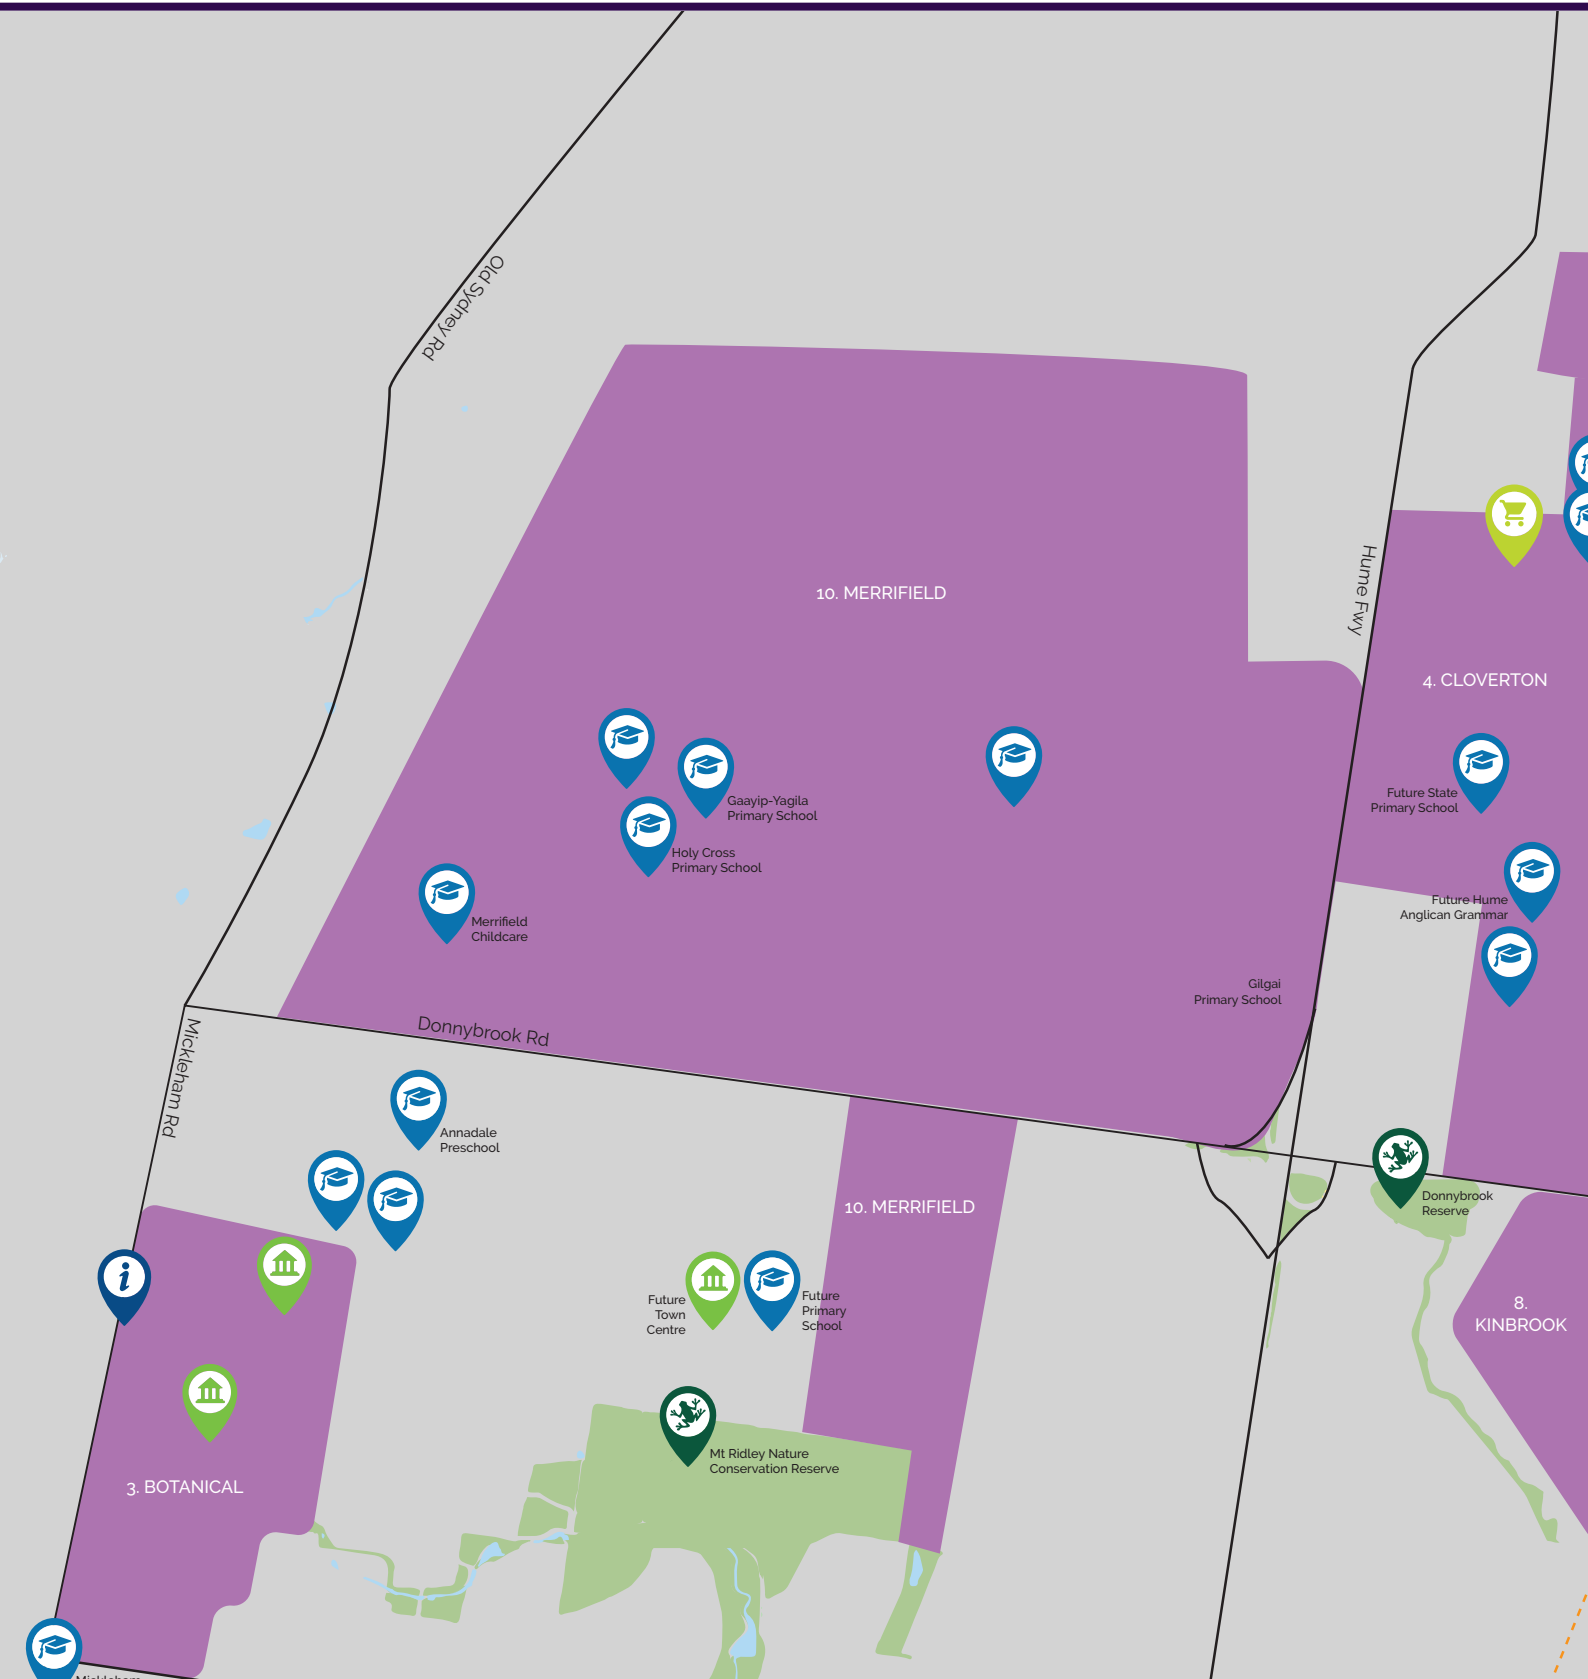 Old Sydney Rd
Hume Fwy
10. MERRIFIELD
4. CLOVERTON
Gaayip-Yagila
Primary School
Future State
Primary School
Holy Cross
Primary School
Merrifield
Childcare
Future Hume
Anglican Grammar
Gilgai
Primary School
Donnybrook Rd
Mickleham Rd
Annadale
Preschool
Donnybrook
Reserve
10. MERRIFIELD
Future
Town
Centre
Future
Primary
School
8.
KINBROOK
Mt Ridley Nature
Conservation Reserve
3. BOTANICAL
Mickleham